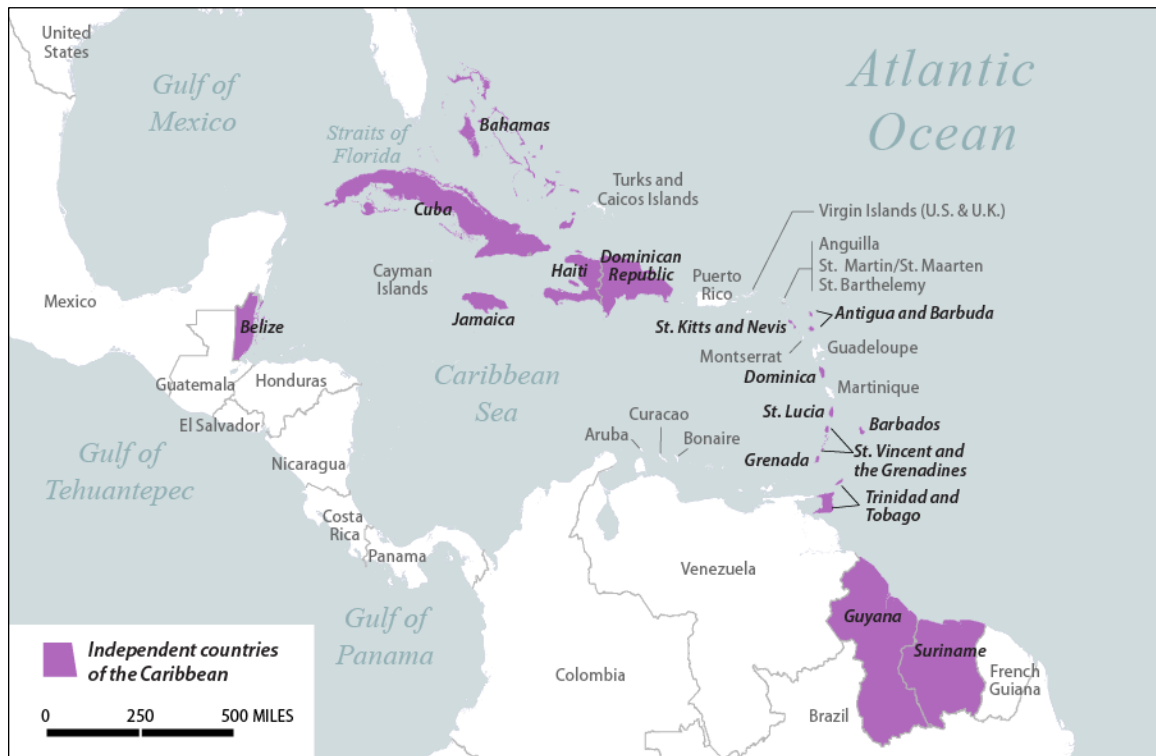 United
States
Gulf of
Mexico
Atlantic
Ocean
Straits of
Florida
Bahamas
Turks and
Caicos Islands
Cuba
Virgin Islands (U.S. & U.K.)
Anguilla
St. Martin/St. Maarten
St. Barthelemy
Haiti
Dominican
Republic
Puerto
Rico
Cayman
Islands
Mexico
Belize
Jamaica
St. Kitts and Nevis
Antigua and Barbuda
Montserrat
Guadeloupe
Guatemala
Honduras
Caribbean
Sea
Dominica
Martinique
El Salvador
St. Lucia
Barbados
Curacao
Aruba
Bonaire
Gulf of
Tehuantepec
Nicaragua
Grenada
St. Vincent and
the Grenadines
Trinidad and
Tobago
Costa
Rica
Panama
Venezuela
Gulf of
Panama
Guyana
Suriname
French
Guiana
Colombia
Brazil
Independent countries
of the Caribbean
0 250 500 MILES